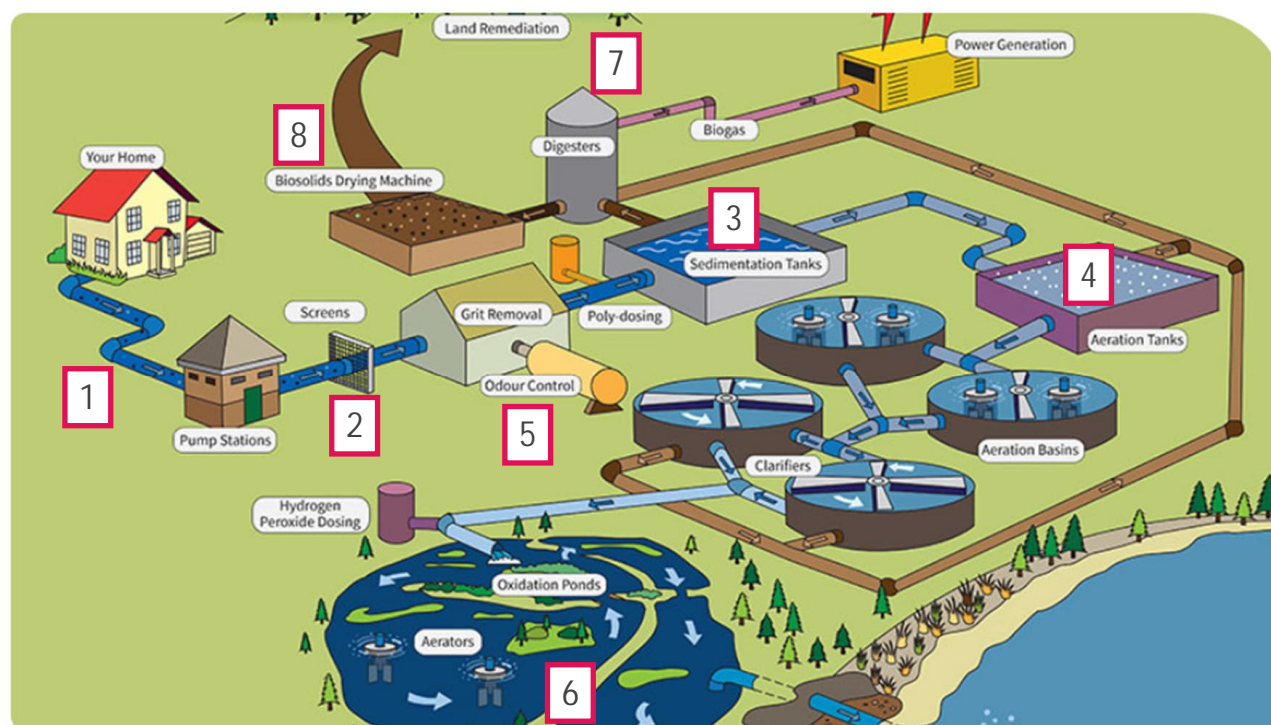 Land Remediation
7
Power Generation
8
Biogas
Digesters
Your Home
Biosolids Drying Machine
3
Sedimentation Tanks
4
Screens
Grit Removal
Poly-dosing
Aeration Tanks
1
2
Odour Control
5
Pump Stations
Aeration Basins
Clarifiers
Hydrogen
Peroxide Dosing
Oxidation Ponds
Aerators
6